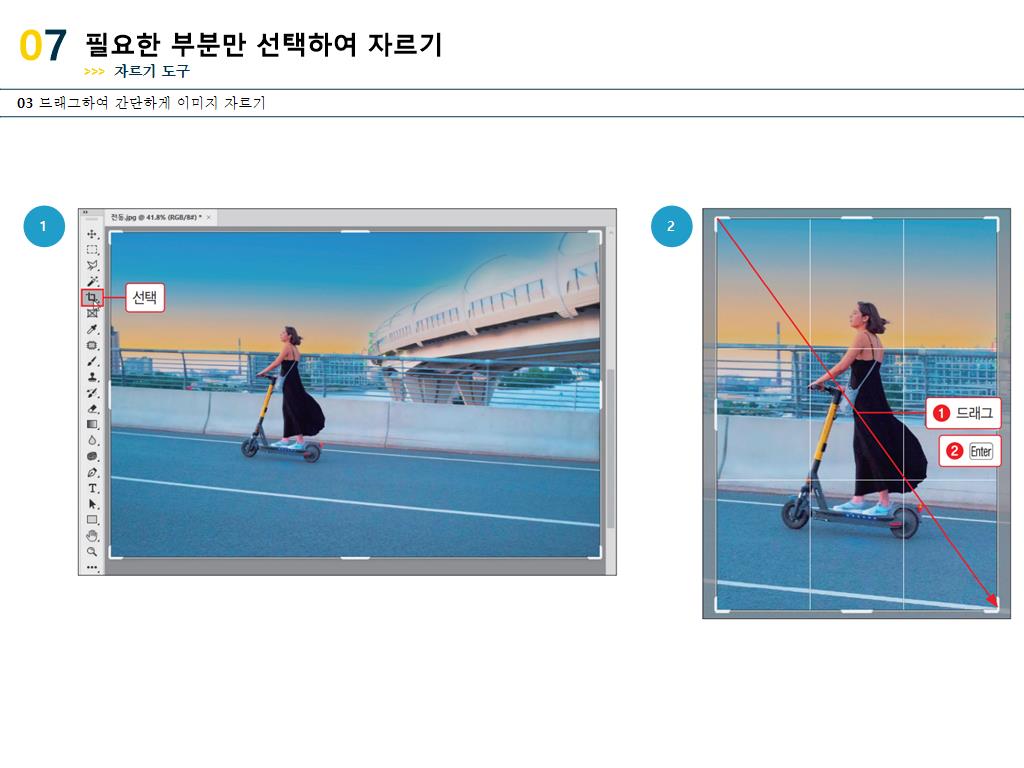 07 필요한 부분만 선택하여 자르기
>>> 자르기 도구
03 드래그하여 간단하게 이미지 자르기
1
전동.jpg @ 41.8% (RGB/8#) * ×
선택
2
1 드래그
2 Enter